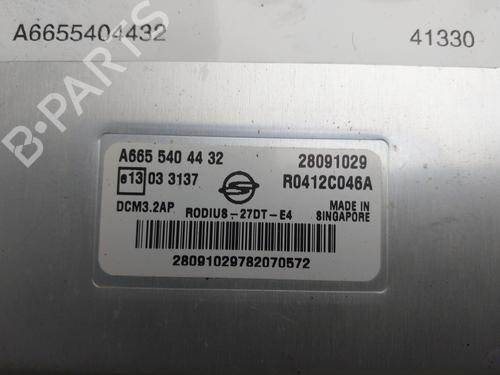 A6655404432 41330
B-PARTS
A665 540 44 32 28091029
e13 03 3137 R0412C046A
DCM3.2AP RODIUS-27DT-E4 MADE IN SINGAPORE
28091029782070572